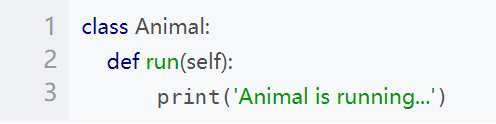 1 class Animal:
2 def run(self):
3 print('Animal is running...')